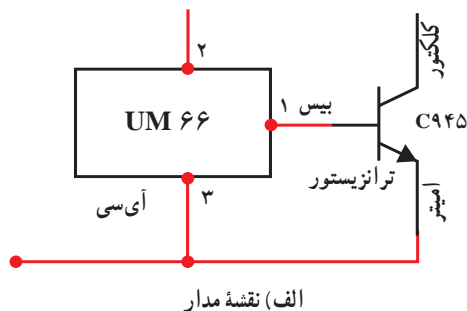 ۲
UM ۶۶
۱
بیس
کلکتور
C۹۴۵
ترانزیستور
امیتر
۳
آی‌سی
الف) نقشهٔ مدار